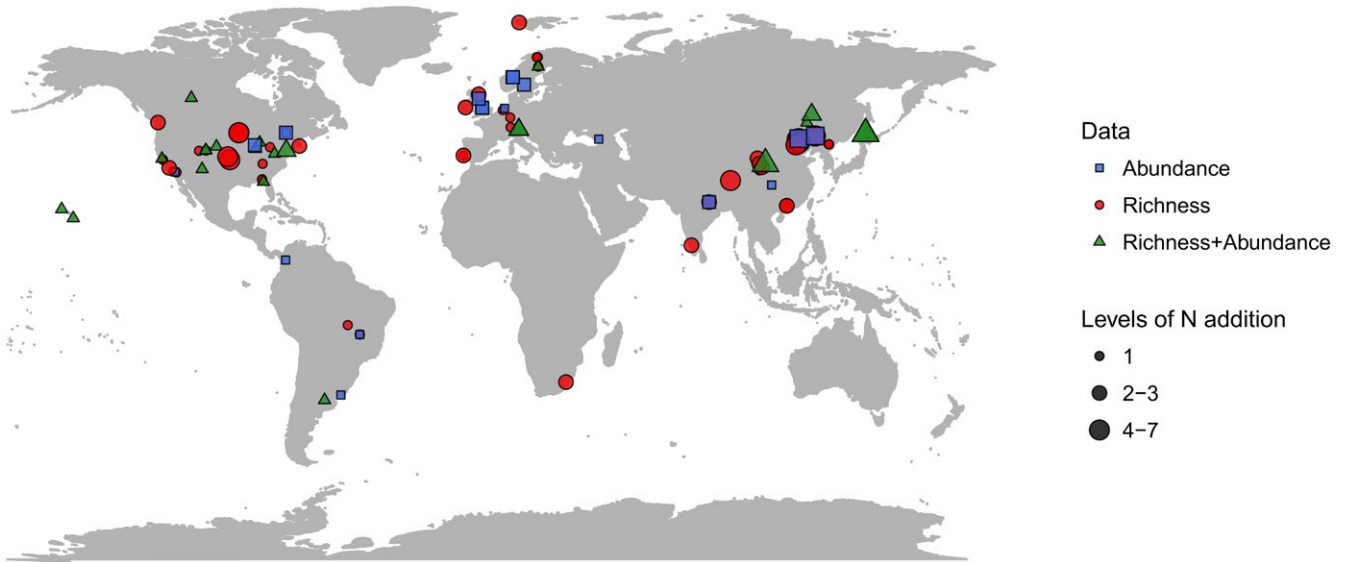 Data
Abundance
Richness
Richness+Abundance
Levels of N addition
1
2−3
4−7